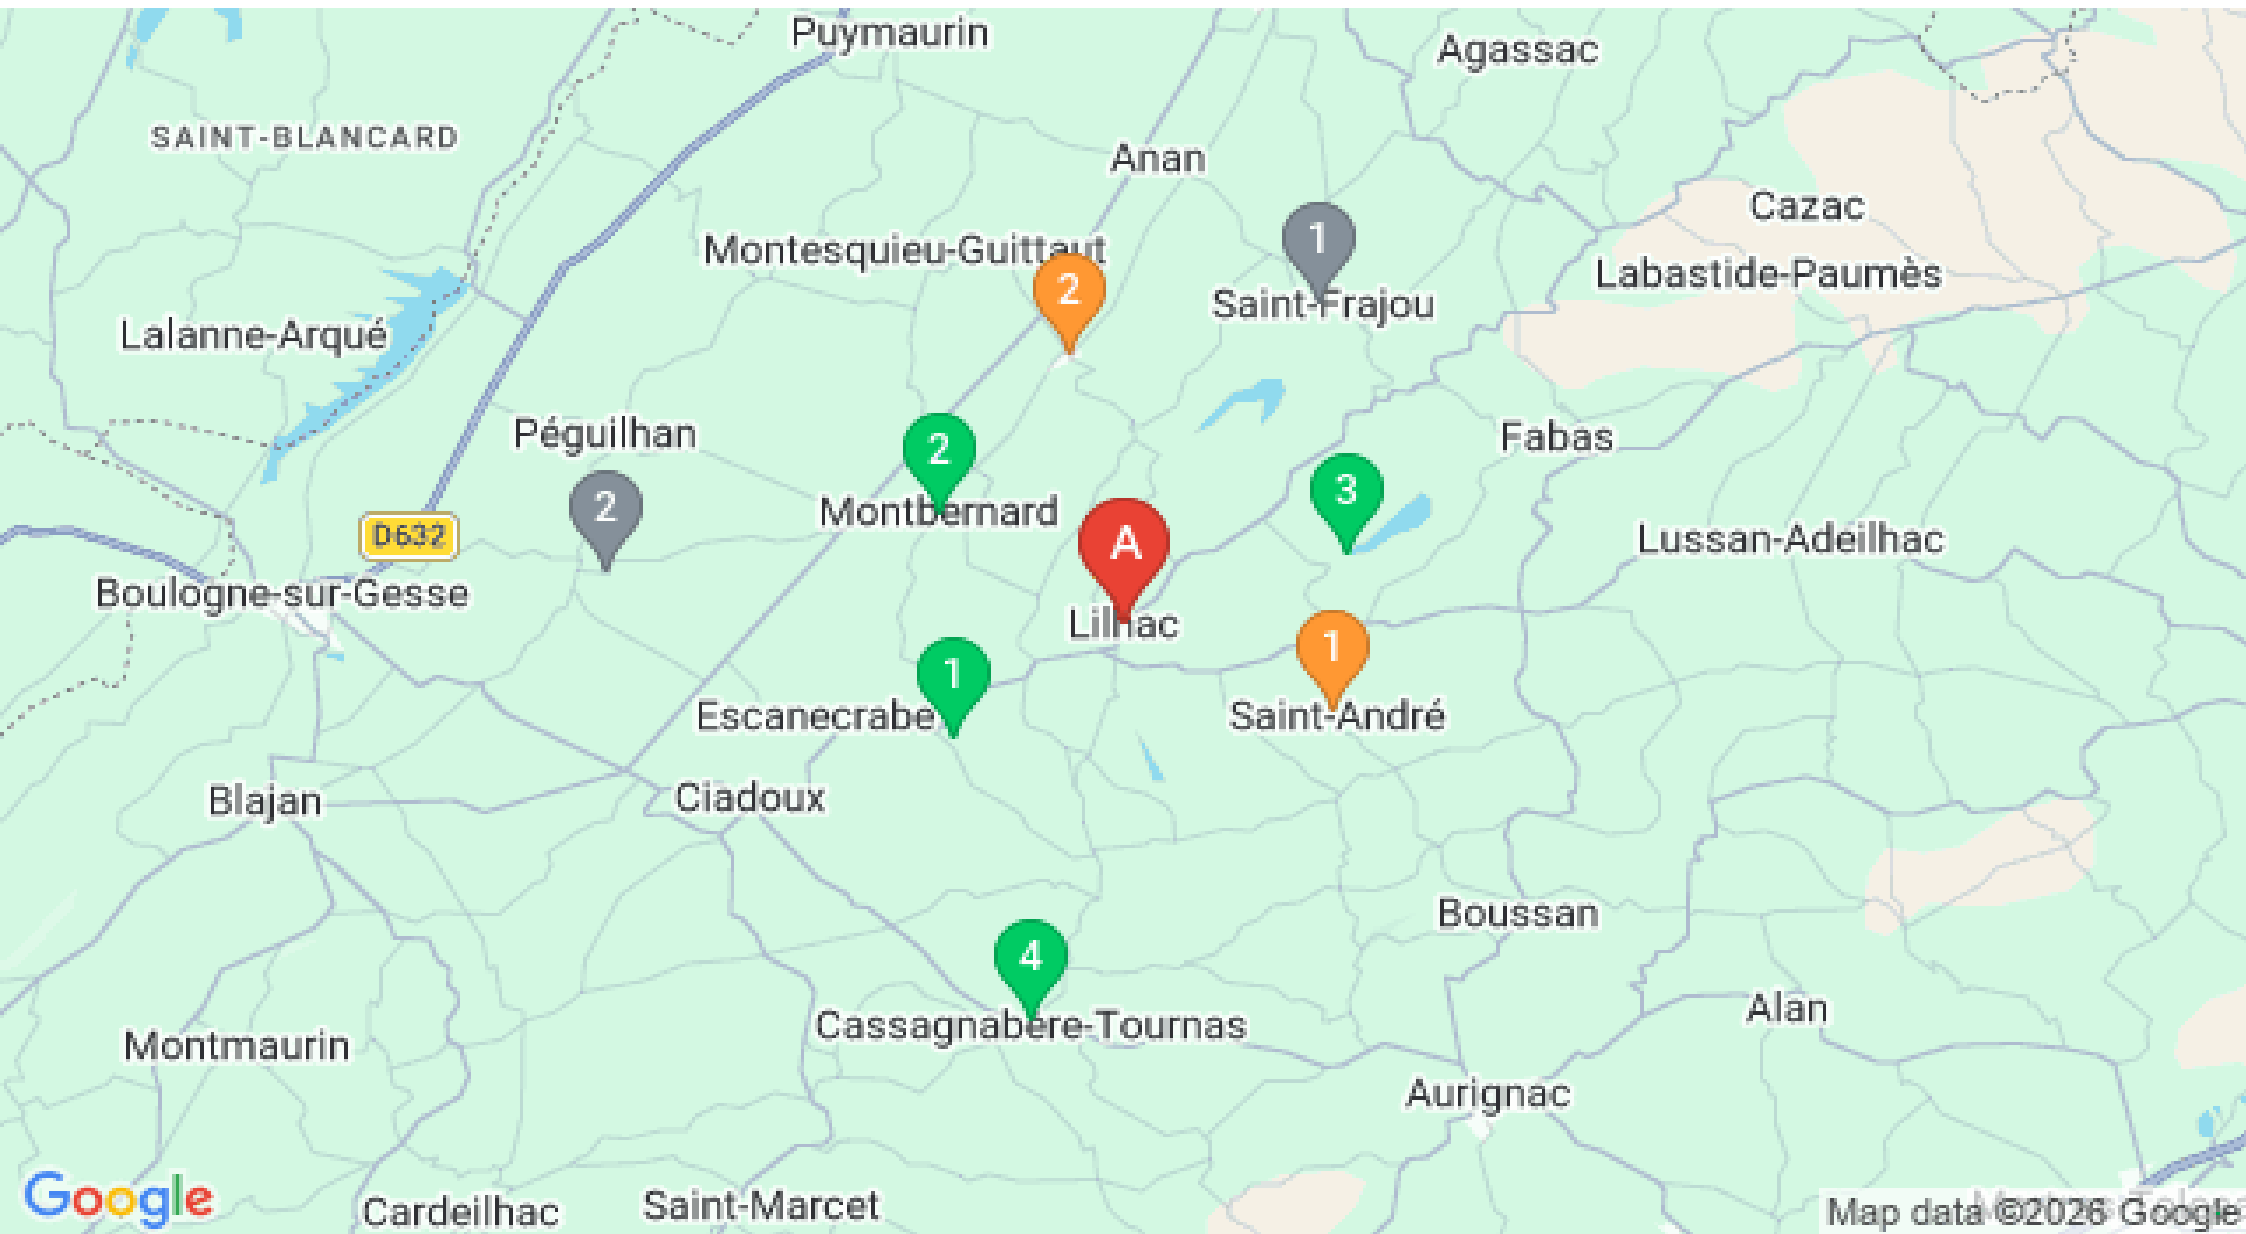 Puymaurin
Agassac
SAINT-BLANCARD
Anan
Cazac
1
Montesquieu-Guittaut
Labastide-Paumès
2
Saint-Frajou
Lalanne-Arqué
Péguilhan
Fabas
2
3
2
Montbernard
D632
A
Lussan-Adeilhac
Boulogne-sur-Gesse
Lilhac
1
1
Escanecrabe
Saint-André
Blajan
Ciadoux
Boussan
4
Alan
Cassagnabère-Tournas
Montmaurin
Aurignac
Google
Cardeilhac
Saint-Marcet
Map data ©2026 Google